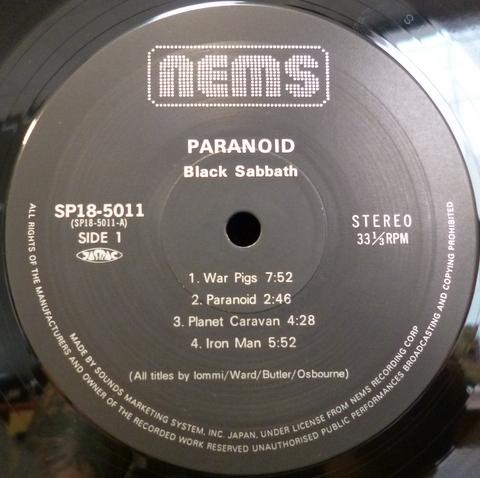 nems
PARANOID
Black Sabbath
SP18-5011
(SP18-5011-A)
SIDE 1
JASRAC
STEREO
33⅓RPM
1. War Pigs 7:52
2. Paranoid 2:46
3. Planet Caravan 4:28
4. Iron Man 5:52
(All titles by Iommi/Ward/Butler/Osbourne)
MADE BY SOUNDS MARKETING SYSTEM, INC. JAPAN, UNDER LICENSE FROM NEMS RECORDING CORP
ALL RIGHTS OF THE MANUFACTURERS AND OWNER OF THE RECORDED WORK RESERVED UNAUTHORISED PUBLIC PERFORMANCES BROADCASTING AND COPYING PROHIBITED